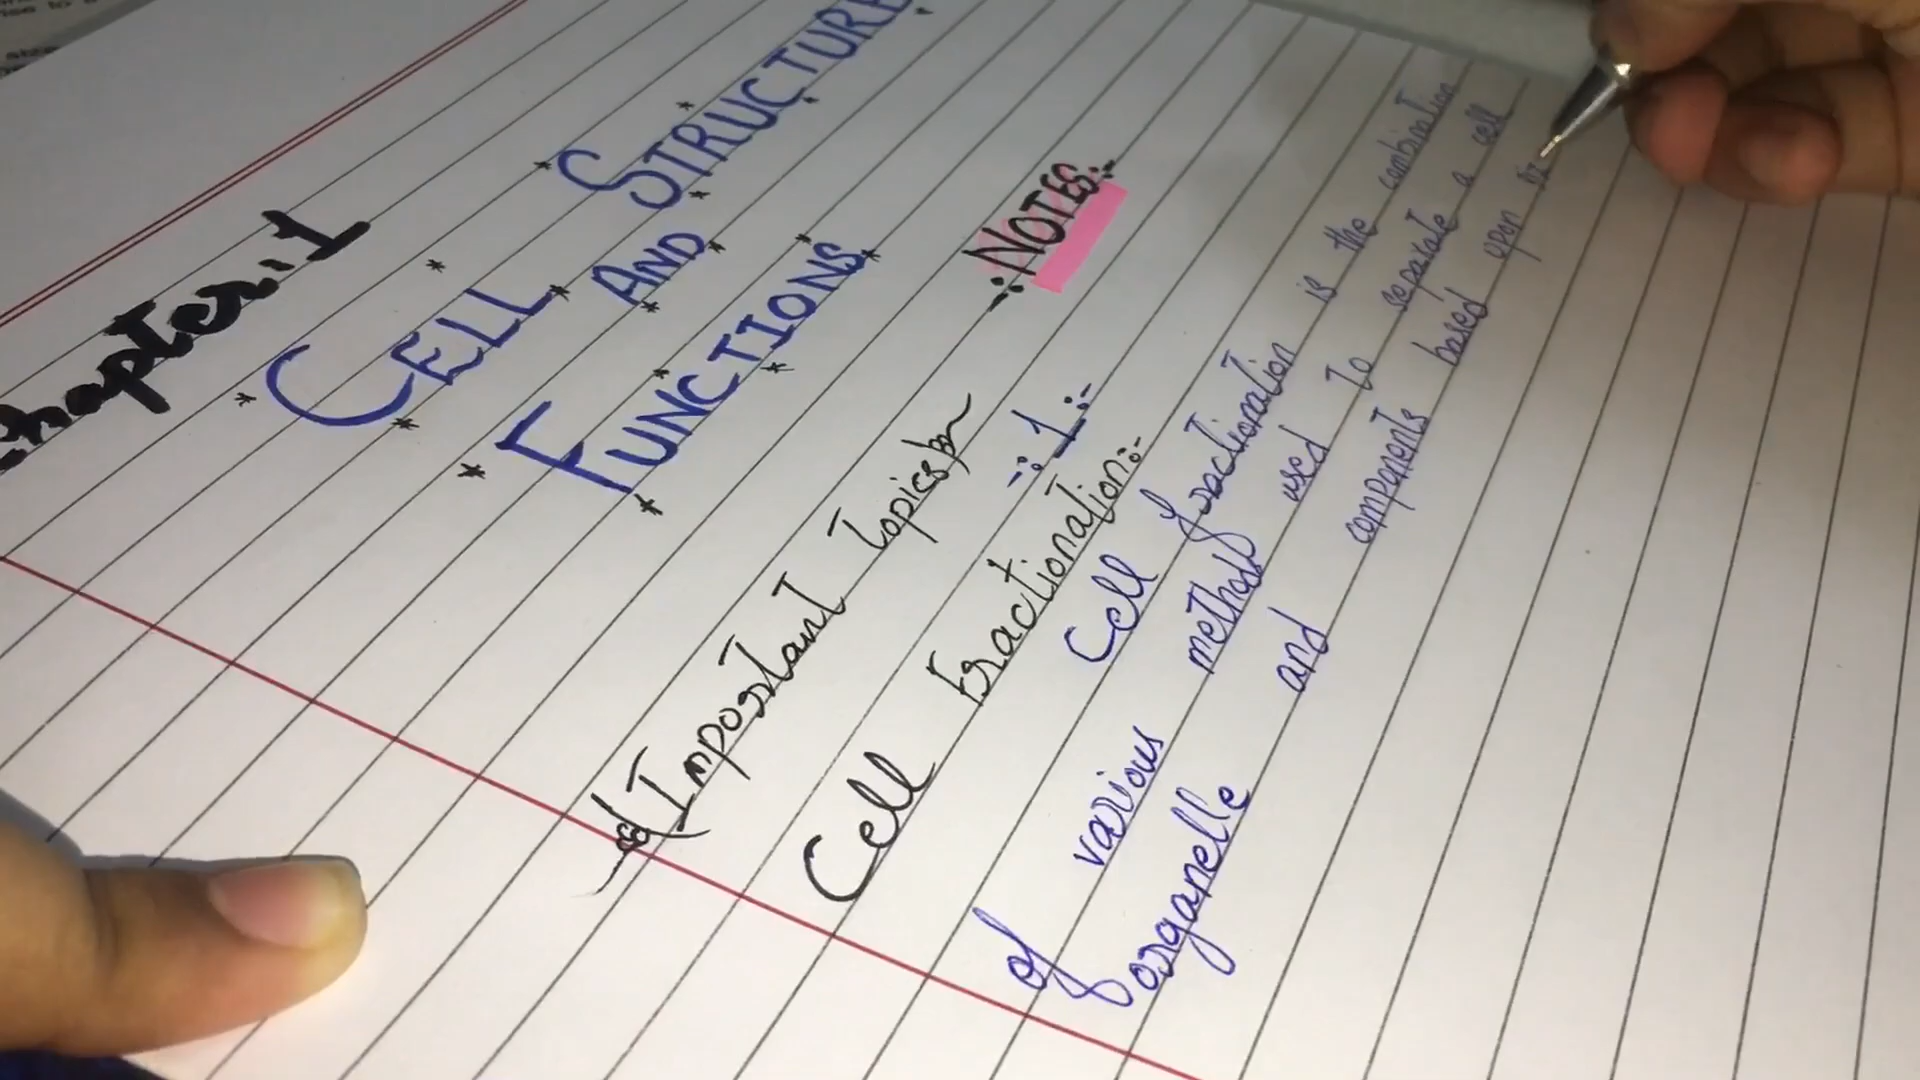 Chapter:1
CELL STRUCTURE
AND
FUNCTIONS
:NOTES:
Important Topics
-:1:-
Cell Fractionation:-
Cell fractionation is the combination
of various methods used to separate a cell
organelle and components based upon